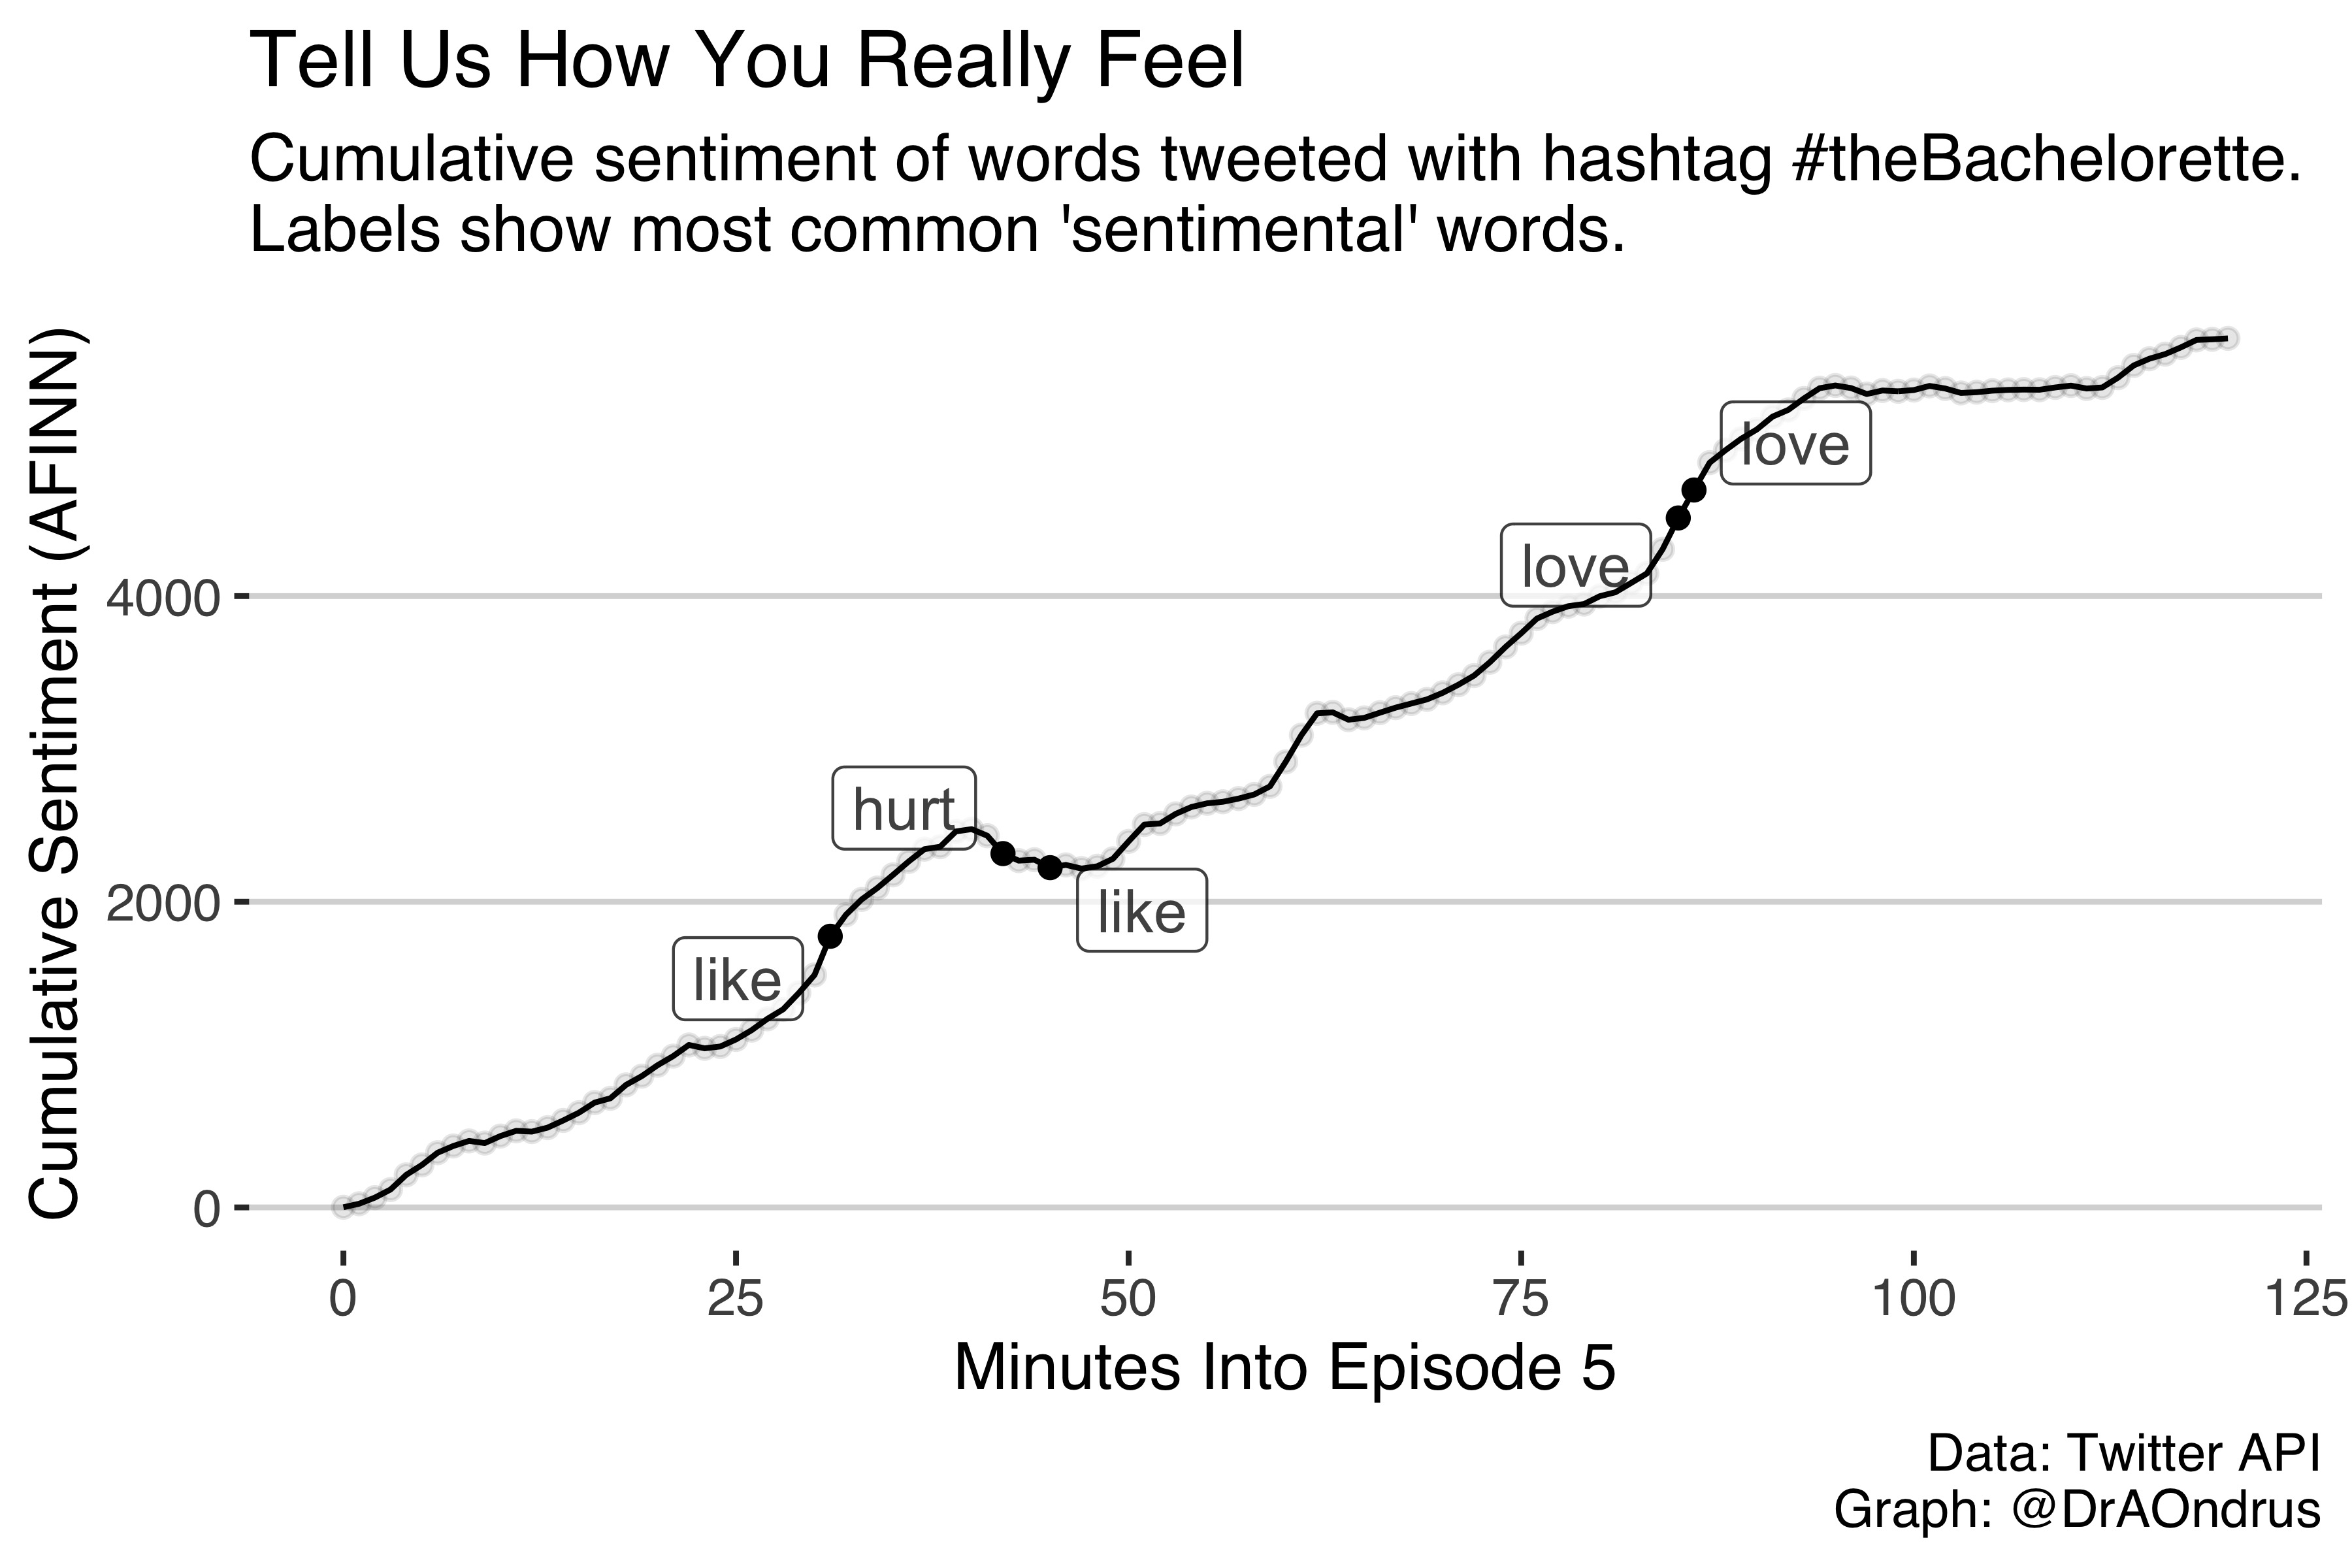 Tell Us How You Really Feel
Cumulative sentiment of words tweeted with hashtag #theBachelorette.
Labels show most common 'sentimental' words.
Cumulative Sentiment (AFINN)
4000
2000
0
like
hurt
like
love
love
0
25
50
75
100
125
Minutes Into Episode 5
Data: Twitter API
Graph: @DrAOndrus